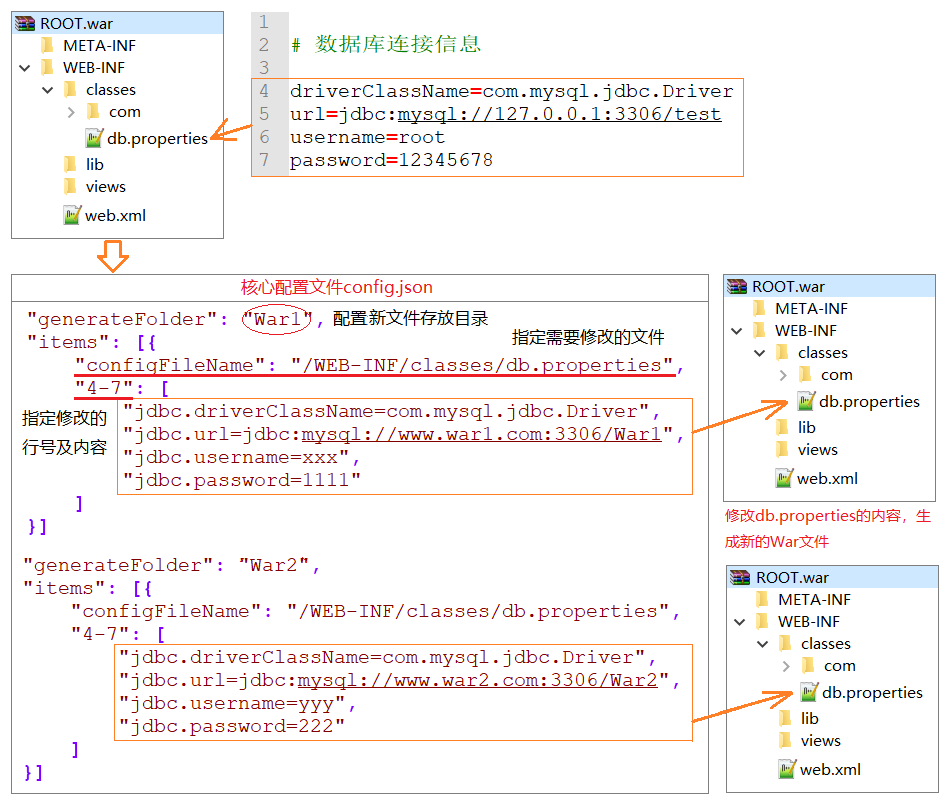 ROOT.war
META-INF
WEB-INF
classes
com
db.properties
lib
views
web.xml
1
2 # 数据库连接信息
3
4 driverClassName=com.mysql.jdbc.Driver
5 url=jdbc:mysql://127.0.0.1:3306/test
6 username=root
7 password=12345678
核心配置文件config.json
"generateFolder": "War1", 配置新文件存放目录
"items": [{
指定需要修改的文件
"configFileName": "/WEB-INF/classes/db.properties",
"4-7": [
指定修改的
行号及内容
"jdbc.driverClassName=com.mysql.jdbc.Driver",
"jdbc.url=jdbc:mysql://www.war1.com:3306/War1",
"jdbc.username=xxx",
"jdbc.password=1111"
]
}]
"generateFolder": "War2",
"items": [{
"configFileName": "/WEB-INF/classes/db.properties",
"4-7": [
"jdbc.driverClassName=com.mysql.jdbc.Driver",
"jdbc.url=jdbc:mysql://www.war2.com:3306/War2",
"jdbc.username=yyy",
"jdbc.password=222"
]
}]
ROOT.war
META-INF
WEB-INF
classes
com
db.properties
lib
views
web.xml
修改db.properties的内容，生
成新的War文件
ROOT.war
META-INF
WEB-INF
classes
com
db.properties
lib
views
web.xml